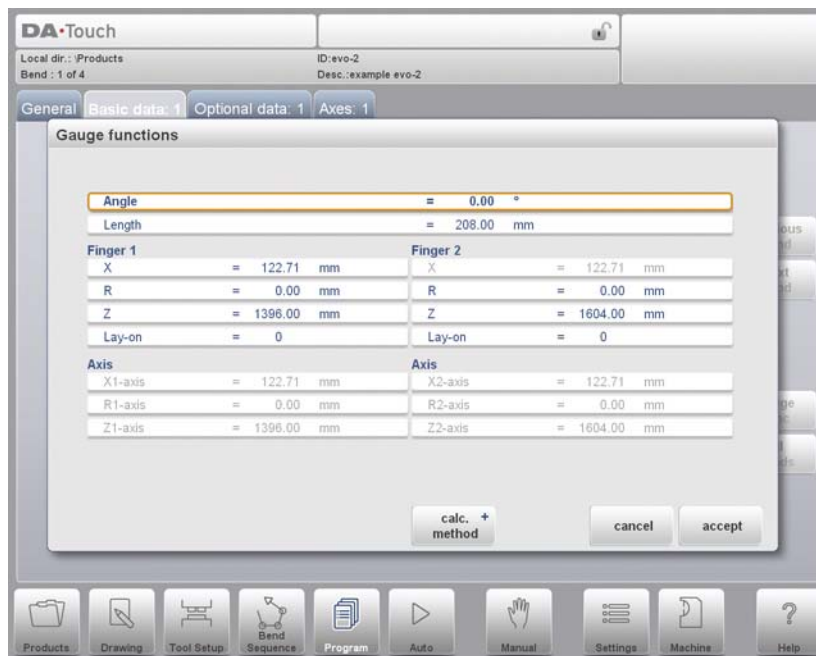 DA•Touch
Local dir.: \Products
Bend : 1 of 4
ID:evo-2
Desc.:example evo-2
General Basic data: 1 Optional data: 1 Axes: 1
Gauge functions
Angle = 0.00 °
Length = 208.00 mm
Finger 1 Finger 2
X = 122.71 mm X = 122.71 mm
R = 0.00 mm R = 0.00 mm
Z = 1396.00 mm Z = 1604.00 mm
Lay-on = 0 Lay-on = 0
Axis Axis
X1-axis = 122.71 mm X2-axis = 122.71 mm
R1-axis = 0.00 mm R2-axis = 0.00 mm
Z1-axis = 1396.00 mm Z2-axis = 1604.00 mm
calc. +
method
cancel accept
Products Drawing Tool Setup Bend
Sequence Program Auto Manual Settings Machine Help